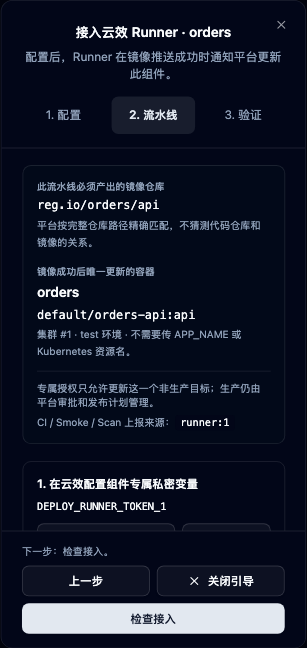 接入云效 Runner · orders
配置后，Runner 在镜像推送成功时通知平台更新
此组件。
1. 配置
2. 流水线
3. 验证
此流水线必须产出的镜像仓库
reg.io/orders/api
平台按完整仓库路径精确匹配，不猜测代码仓库和
镜像的关系。
镜像成功后唯一更新的容器
orders
default/orders-api:api
集群 #1 · test 环境 · 不需要传 APP_NAME 或
Kubernetes 资源名。
专属授权只允许更新这一个非生产目标；生产仍由
平台审批和发布计划管理。
CI / Smoke / Scan 上报来源： runner:1
1. 在云效配置组件专属私密变量
DEPLOY_RUNNER_TOKEN_1
下一步：检查接入。
上一步
关闭引导
检查接入